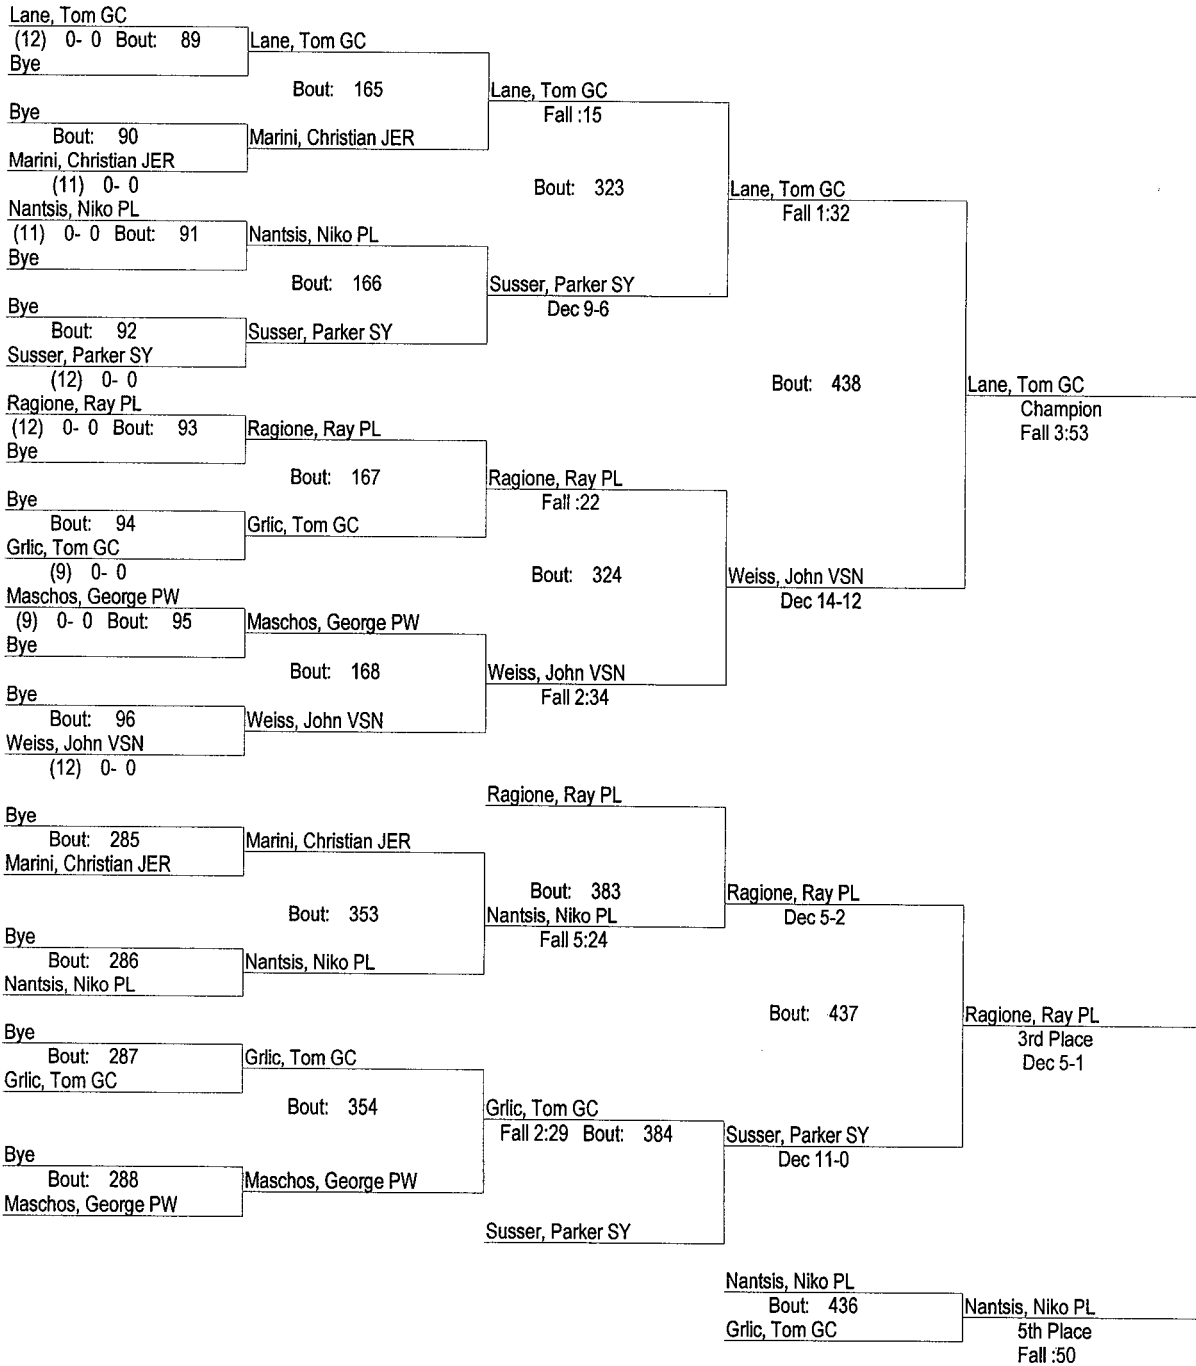 Lane, Tom GC
(12) 0- 0 Bout: 89
Bye
Lane, Tom GC
Bout: 165
Bye
Bout: 90
Marini, Christian JER
(11) 0- 0
Marini, Christian JER
Lane, Tom GC
Fall :15
Bout: 323
Nantsis, Niko PL
(11) 0- 0 Bout: 91
Bye
Nantsis, Niko PL
Bout: 166
Bye
Bout: 92
Susser, Parker SY
(12) 0- 0
Susser, Parker SY
Susser, Parker SY
Dec 9-6
Lane, Tom GC
Fall 1:32
Bout: 438
Ragione, Ray PL
(12) 0- 0 Bout: 93
Bye
Ragione, Ray PL
Bout: 167
Bye
Bout: 94
Grlic, Tom GC
(9) 0- 0
Grlic, Tom GC
Ragione, Ray PL
Fall :22
Bout: 324
Maschos, George PW
(9) 0- 0 Bout: 95
Bye
Maschos, George PW
Bout: 168
Bye
Bout: 96
Weiss, John VSN
(12) 0- 0
Weiss, John VSN
Weiss, John VSN
Fall 2:34
Weiss, John VSN
Dec 14-12
Lane, Tom GC
Champion
Fall 3:53
Bye
Bout: 285
Marini, Christian JER
Marini, Christian JER
Bout: 353
Bye
Bout: 286
Nantsis, Niko PL
Nantsis, Niko PL
Ragione, Ray PL
Bout: 383
Nantsis, Niko PL
Fall 5:24
Ragione, Ray PL
Dec 5-2
Bout: 437
Bye
Bout: 287
Grlic, Tom GC
Grlic, Tom GC
Bout: 354
Bye
Bout: 288
Maschos, George PW
Maschos, George PW
Grlic, Tom GC
Fall 2:29 Bout: 384
Susser, Parker SY
Susser, Parker SY
Dec 11-0
Ragione, Ray PL
3rd Place
Dec 5-1
Nantsis, Niko PL
Bout: 436
Grlic, Tom GC
Nantsis, Niko PL
5th Place
Fall :50